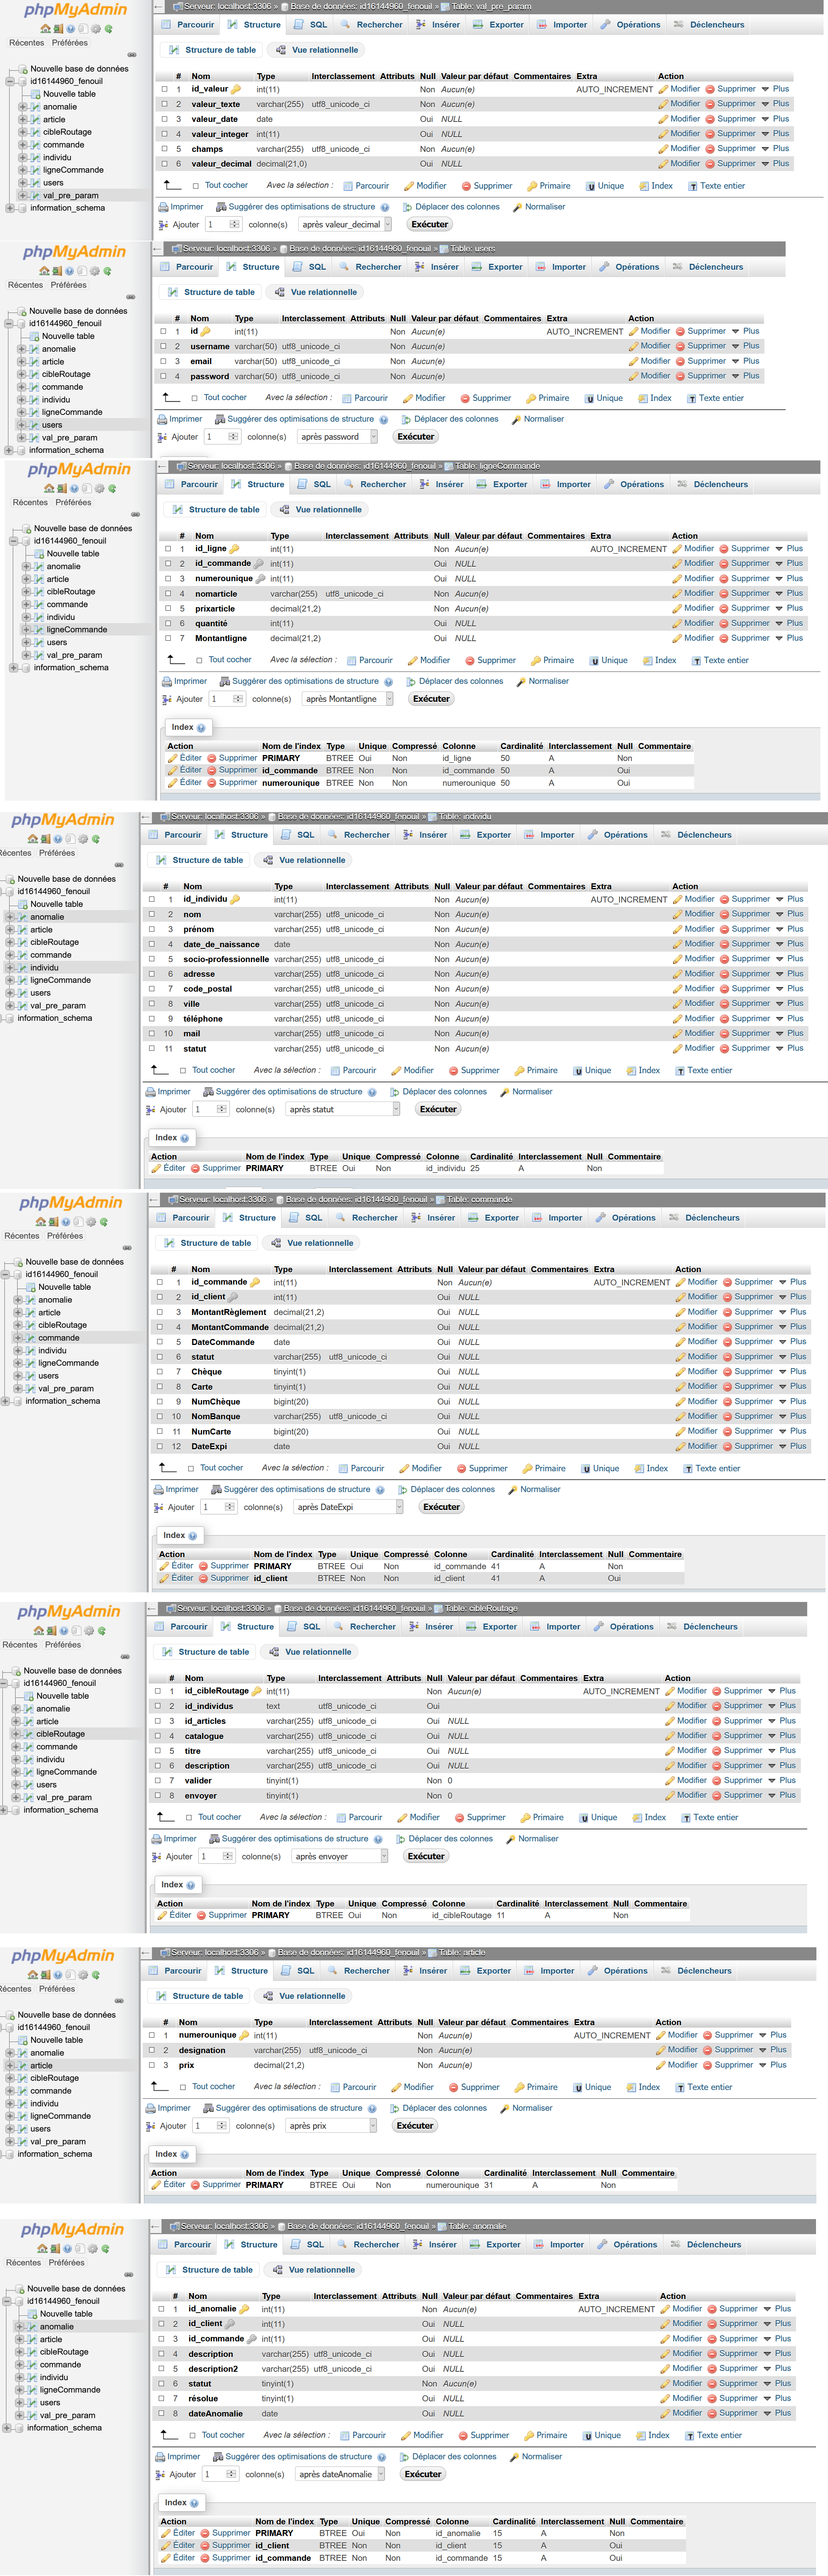 phpMyAdmin
Récentes Préférées
Nouvelle base de données
id16144960_fenouil
Nouvelle table
anomalie
article
cibleRoutage
commande
individu
ligneCommande
users
val_pre_param
information_schema
Serveur: localhost:3306 » Base de données: id16144960_fenouil » Table: val_pre_param
Parcourir Structure SQL Rechercher Insérer Exporter Importer Opérations Déclencheurs
Structure de table Vue relationnelle
# Nom Type Interclassement Attributs Null Valeur par défaut Commentaires Extra Action
1 id_valeur int(11) Non Aucun(e) AUTO_INCREMENT Modifier Supprimer Plus
2 valeur_texte varchar(255) utf8_unicode_ci Non Aucun(e) Modifier Supprimer Plus
3 valeur_date date Oui NULL Modifier Supprimer Plus
4 valeur_integer int(11) Oui NULL Modifier Supprimer Plus
5 champs varchar(255) utf8_unicode_ci Non Aucun(e) Modifier Supprimer Plus
6 valeur_decimal decimal(21,0) Oui NULL Modifier Supprimer Plus
Tout cocher Avec la sélection : Parcourir Modifier Supprimer Primaire Unique Index Texte entier
Imprimer Suggérer des optimisations de structure Déplacer des colonnes Normaliser
Ajouter 1 colonne(s) après valeur_decimal Exécuter
phpMyAdmin
Récentes Préférées
Nouvelle base de données
id16144960_fenouil
Nouvelle table
anomalie
article
cibleRoutage
commande
individu
ligneCommande
users
val_pre_param
information_schema
Serveur: localhost:3306 » Base de données: id16144960_fenouil » Table: users
Parcourir Structure SQL Rechercher Insérer Exporter Importer Opérations Déclencheurs
Structure de table Vue relationnelle
# Nom Type Interclassement Attributs Null Valeur par défaut Commentaires Extra Action
1 id int(11) Non Aucun(e) AUTO_INCREMENT Modifier Supprimer Plus
2 username varchar(50) utf8_unicode_ci Non Aucun(e) Modifier Supprimer Plus
3 email varchar(50) utf8_unicode_ci Non Aucun(e) Modifier Supprimer Plus
4 password varchar(50) utf8_unicode_ci Non Aucun(e) Modifier Supprimer Plus
Tout cocher Avec la sélection : Parcourir Modifier Supprimer Primaire Unique Index Texte entier
Imprimer Suggérer des optimisations de structure Déplacer des colonnes Normaliser
Ajouter 1 colonne(s) après password Exécuter
phpMyAdmin
Récentes Préférées
Nouvelle base de données
id16144960_fenouil
Nouvelle table
anomalie
article
cibleRoutage
commande
individu
ligneCommande
users
val_pre_param
information_schema
Serveur: localhost:3306 » Base de données: id16144960_fenouil » Table: ligneCommande
Parcourir Structure SQL Rechercher Insérer Exporter Importer Opérations Déclencheurs
Structure de table Vue relationnelle
# Nom Type Interclassement Attributs Null Valeur par défaut Commentaires Extra Action
1 id_ligne int(11) Non Aucun(e) AUTO_INCREMENT Modifier Supprimer Plus
2 id_commande int(11) Oui NULL Modifier Supprimer Plus
3 numerounique int(11) Oui NULL Modifier Supprimer Plus
4 nomarticle varchar(255) utf8_unicode_ci Non Aucun(e) Modifier Supprimer Plus
5 prixarticle decimal(21,2) Non Aucun(e) Modifier Supprimer Plus
6 quantité int(11) Oui NULL Modifier Supprimer Plus
7 Montantligne decimal(21,2) Oui NULL Modifier Supprimer Plus
Tout cocher Avec la sélection : Parcourir Modifier Supprimer Primaire Unique Index Texte entier
Imprimer Suggérer des optimisations de structure Déplacer des colonnes Normaliser
Ajouter 1 colonne(s) après Montantligne Exécuter
Index
Action Nom de l'index Type Unique Compressé Colonne Cardinalité Interclassement Null Commentaire
Éditer Supprimer PRIMARY BTREE Oui Non id_ligne 50 A Non
Éditer Supprimer id_commande BTREE Non Non id_commande 50 A Oui
Éditer Supprimer numerounique BTREE Non Non numerounique 50 A Oui
phpMyAdmin
écentes Préférées
Nouvelle base de données
id16144960_fenouil
Nouvelle table
anomalie
article
cibleRoutage
commande
individu
ligneCommande
users
val_pre_param
information_schema
Serveur: localhost:3306 » Base de données: id16144960_fenouil » Table: individu
Parcourir Structure SQL Rechercher Insérer Exporter Importer Opérations Déclencheurs
Structure de table Vue relationnelle
# Nom Type Interclassement Attributs Null Valeur par défaut Commentaires Extra Action
1 id_individu int(11) Non Aucun(e) AUTO_INCREMENT Modifier Supprimer Plus
2 nom varchar(255) utf8_unicode_ci Non Aucun(e) Modifier Supprimer Plus
3 prénom varchar(255) utf8_unicode_ci Non Aucun(e) Modifier Supprimer Plus
4 date_de_naissance date Non Aucun(e) Modifier Supprimer Plus
5 socio-professionnelle varchar(255) utf8_unicode_ci Non Aucun(e) Modifier Supprimer Plus
6 adresse varchar(255) utf8_unicode_ci Non Aucun(e) Modifier Supprimer Plus
7 code_postal varchar(255) utf8_unicode_ci Non Aucun(e) Modifier Supprimer Plus
8 ville varchar(255) utf8_unicode_ci Non Aucun(e) Modifier Supprimer Plus
9 téléphone varchar(255) utf8_unicode_ci Non Aucun(e) Modifier Supprimer Plus
10 mail varchar(255) utf8_unicode_ci Non Aucun(e) Modifier Supprimer Plus
11 statut varchar(255) utf8_unicode_ci Non Aucun(e) Modifier Supprimer Plus
Tout cocher Avec la sélection : Parcourir Modifier Supprimer Primaire Unique Index Texte entier
Imprimer Suggérer des optimisations de structure Déplacer des colonnes Normaliser
Ajouter 1 colonne(s) après statut Exécuter
Index
Action Nom de l'index Type Unique Compressé Colonne Cardinalité Interclassement Null Commentaire
Éditer Supprimer PRIMARY BTREE Oui Non id_individu 25 A Non
phpMyAdmin
Récentes Préférées
Nouvelle base de données
id16144960_fenouil
Nouvelle table
anomalie
article
cibleRoutage
commande
individu
ligneCommande
users
val_pre_param
information_schema
Serveur: localhost:3306 » Base de données: id16144960_fenouil » Table: commande
Parcourir Structure SQL Rechercher Insérer Exporter Importer Opérations Déclencheurs
Structure de table Vue relationnelle
# Nom Type Interclassement Attributs Null Valeur par défaut Commentaires Extra Action
1 id_commande int(11) Non Aucun(e) AUTO_INCREMENT Modifier Supprimer Plus
2 id_client int(11) Oui NULL Modifier Supprimer Plus
3 MontantRèglement decimal(21,2) Oui NULL Modifier Supprimer Plus
4 MontantCommande decimal(21,2) Oui NULL Modifier Supprimer Plus
5 DateCommande date Oui NULL Modifier Supprimer Plus
6 statut varchar(255) utf8_unicode_ci Oui NULL Modifier Supprimer Plus
7 Chèque tinyint(1) Oui NULL Modifier Supprimer Plus
8 Carte tinyint(1) Oui NULL Modifier Supprimer Plus
9 NumChèque bigint(20) Oui NULL Modifier Supprimer Plus
10 NomBanque varchar(255) utf8_unicode_ci Oui NULL Modifier Supprimer Plus
11 NumCarte bigint(20) Oui NULL Modifier Supprimer Plus
12 DateExpi date Oui NULL Modifier Supprimer Plus
Tout cocher Avec la sélection : Parcourir Modifier Supprimer Primaire Unique Index Texte entier
Imprimer Suggérer des optimisations de structure Déplacer des colonnes Normaliser
Ajouter 1 colonne(s) après DateExpi Exécuter
Index
Action Nom de l'index Type Unique Compressé Colonne Cardinalité Interclassement Null Commentaire
Éditer Supprimer PRIMARY BTREE Oui Non id_commande 41 A Non
Éditer Supprimer id_client BTREE Non Non id_client 41 A Oui
phpMyAdmin
Récentes Préférées
Nouvelle base de données
id16144960_fenouil
Nouvelle table
anomalie
article
cibleRoutage
commande
individu
ligneCommande
users
val_pre_param
information_schema
Serveur: localhost:3306 » Base de données: id16144960_fenouil » Table: cibleRoutage
Parcourir Structure SQL Rechercher Insérer Exporter Importer Opérations Déclencheurs
Structure de table Vue relationnelle
# Nom Type Interclassement Attributs Null Valeur par défaut Commentaires Extra Action
1 id_cibleRoutage int(11) Non Aucun(e) AUTO_INCREMENT Modifier Supprimer Plus
2 id_individus text utf8_unicode_ci Oui Modifier Supprimer Plus
3 id_articles varchar(255) utf8_unicode_ci Oui NULL Modifier Supprimer Plus
4 catalogue varchar(255) utf8_unicode_ci Oui NULL Modifier Supprimer Plus
5 titre varchar(255) utf8_unicode_ci Oui NULL Modifier Supprimer Plus
6 description varchar(255) utf8_unicode_ci Oui NULL Modifier Supprimer Plus
7 valider tinyint(1) Non 0 Modifier Supprimer Plus
8 envoyer tinyint(1) Non 0 Modifier Supprimer Plus
Tout cocher Avec la sélection : Parcourir Modifier Supprimer Primaire Unique Index Texte entier
Imprimer Suggérer des optimisations de structure Déplacer des colonnes Normaliser
Ajouter 1 colonne(s) après envoyer Exécuter
Index
Action Nom de l'index Type Unique Compressé Colonne Cardinalité Interclassement Null Commentaire
Éditer Supprimer PRIMARY BTREE Oui Non id_cibleRoutage 11 A Non
phpMyAdmin
écentes Préférées
Nouvelle base de données
id16144960_fenouil
Nouvelle table
anomalie
article
cibleRoutage
commande
individu
ligneCommande
users
val_pre_param
information_schema
Serveur: localhost:3306 » Base de données: id16144960_fenouil » Table: article
Parcourir Structure SQL Rechercher Insérer Exporter Importer Opérations Déclencheurs
Structure de table Vue relationnelle
# Nom Type Interclassement Attributs Null Valeur par défaut Commentaires Extra Action
1 numerounique int(11) Non Aucun(e) AUTO_INCREMENT Modifier Supprimer Plus
2 designation varchar(255) utf8_unicode_ci Non Aucun(e) Modifier Supprimer Plus
3 prix decimal(21,2) Non Aucun(e) Modifier Supprimer Plus
Tout cocher Avec la sélection : Parcourir Modifier Supprimer Primaire Unique Index Texte entier
Imprimer Suggérer des optimisations de structure Déplacer des colonnes Normaliser
Ajouter 1 colonne(s) après prix Exécuter
Index
Action Nom de l'index Type Unique Compressé Colonne Cardinalité Interclassement Null Commentaire
Éditer Supprimer PRIMARY BTREE Oui Non numerounique 31 A Non
phpMyAdmin
Récentes Préférées
Nouvelle base de données
id16144960_fenouil
Nouvelle table
anomalie
article
cibleRoutage
commande
individu
ligneCommande
users
val_pre_param
information_schema
Serveur: localhost:3306 » Base de données: id16144960_fenouil » Table: anomalie
Parcourir Structure SQL Rechercher Insérer Exporter Importer Opérations Déclencheurs
Structure de table Vue relationnelle
# Nom Type Interclassement Attributs Null Valeur par défaut Commentaires Extra Action
1 id_anomalie int(11) Non Aucun(e) AUTO_INCREMENT Modifier Supprimer Plus
2 id_client int(11) Oui NULL Modifier Supprimer Plus
3 id_commande int(11) Oui NULL Modifier Supprimer Plus
4 description varchar(255) utf8_unicode_ci Oui NULL Modifier Supprimer Plus
5 description2 varchar(255) utf8_unicode_ci Oui NULL Modifier Supprimer Plus
6 statut tinyint(1) Non Aucun(e) Modifier Supprimer Plus
7 résolue tinyint(1) Oui NULL Modifier Supprimer Plus
8 dateAnomalie date Oui NULL Modifier Supprimer Plus
Tout cocher Avec la sélection : Parcourir Modifier Supprimer Primaire Unique Index Texte entier
Imprimer Suggérer des optimisations de structure Déplacer des colonnes Normaliser
Ajouter 1 colonne(s) après dateAnomalie Exécuter
Index
Action Nom de l'index Type Unique Compressé Colonne Cardinalité Interclassement Null Commentaire
Éditer Supprimer PRIMARY BTREE Oui Non id_anomalie 15 A Non
Éditer Supprimer id_client BTREE Non Non id_client 15 A Oui
Éditer Supprimer id_commande BTREE Non Non id_commande 15 A Oui